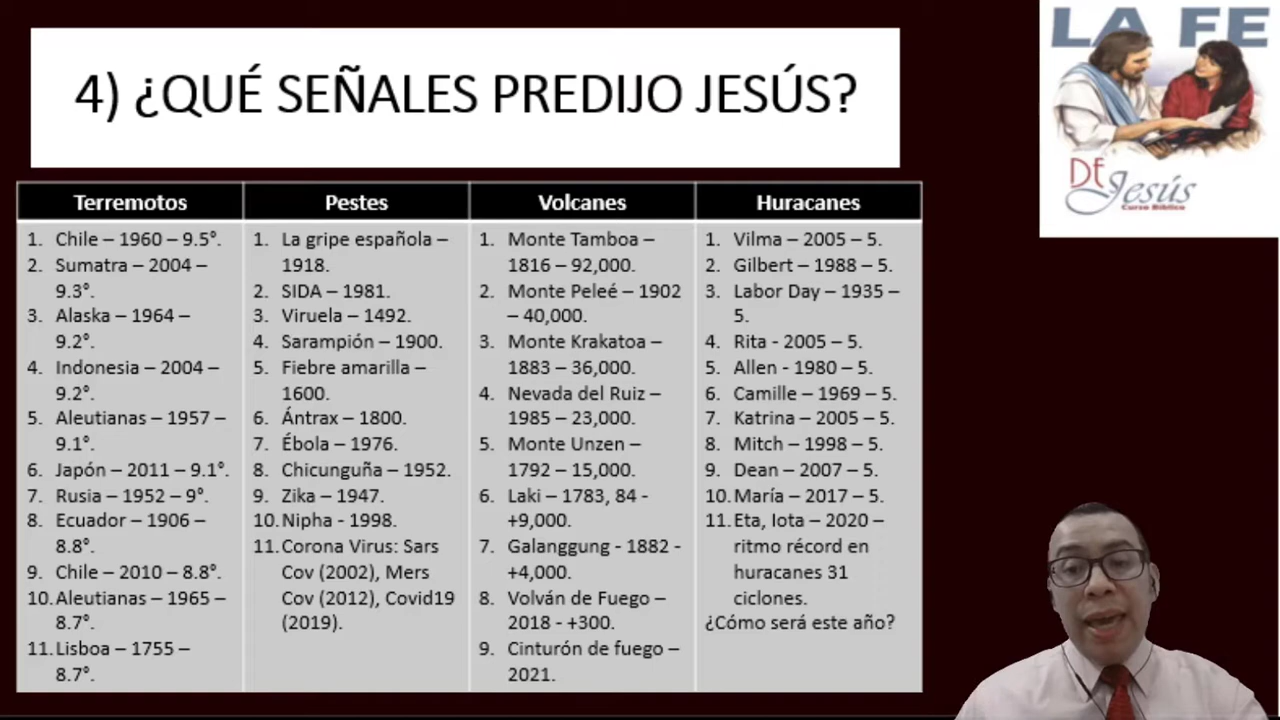 4) ¿QUÉ SEÑALES PREDIJO JESÚS?
LA FE
DE Jesús
Curso Bíblico
Terremotos
1. Chile – 1960 – 9.5°.
2. Sumatra – 2004 –
9.3°.
3. Alaska – 1964 –
9.2°.
4. Indonesia – 2004 –
9.2°.
5. Aleutianas – 1957 –
9.1°.
6. Japón – 2011 – 9.1°.
7. Rusia – 1952 – 9°.
8. Ecuador – 1906 –
8.8°.
9. Chile – 2010 – 8.8°.
10. Aleutianas – 1965 –
8.7°.
11. Lisboa – 1755 –
8.7°.
Pestes
1. La gripe española –
1918.
2. SIDA – 1981.
3. Viruela – 1492.
4. Sarampión – 1900.
5. Fiebre amarilla –
1600.
6. Ántrax – 1800.
7. Ébola – 1976.
8. Chicunguña – 1952.
9. Zika – 1947.
10. Nipha - 1998.
11. Corona Virus: Sars
Cov (2002), Mers
Cov (2012), Covid19
(2019).
Volcanes
1. Monte Tamboa –
1816 – 92,000.
2. Monte Peleé – 1902
– 40,000.
3. Monte Krakatoa –
1883 – 36,000.
4. Nevada del Ruiz –
1985 – 23,000.
5. Monte Unzen –
1792 – 15,000.
6. Laki – 1783, 84 -
+9,000.
7. Galanggung - 1882 -
+4,000.
8. Volván de Fuego –
2018 - +300.
9. Cinturón de fuego –
2021.
Huracanes
1. Vilma – 2005 – 5.
2. Gilbert – 1988 – 5.
3. Labor Day – 1935 –
5.
4. Rita - 2005 – 5.
5. Allen - 1980 – 5.
6. Camille – 1969 – 5.
7. Katrina – 2005 – 5.
8. Mitch – 1998 – 5.
9. Dean – 2007 – 5.
10. María – 2017 – 5.
11. Eta, Iota – 2020 –
ritmo récord en
huracanes 31
ciclones.
¿Cómo será este año?